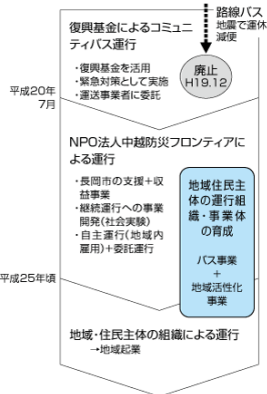 路線バス
地震で運休
減便
復興基金によるコミュニ
ティバス運行
・復興基金を活用
・緊急対策として実施
・運送事業者に委託
廃止
H19.12
平成20年
7月
NPO法人中越防災フロンティアに
よる運行
・長岡市の支援+収
益事業
・継続運行への事業
開発(社会実験)
・自主運行(地域内
雇用)+委託運行
地域住民主
体の運行組
織・事業体
の育成
バス事業
+
地域活性化
事業
平成25年頃
地域・住民主体の組織による運行
→地域起業